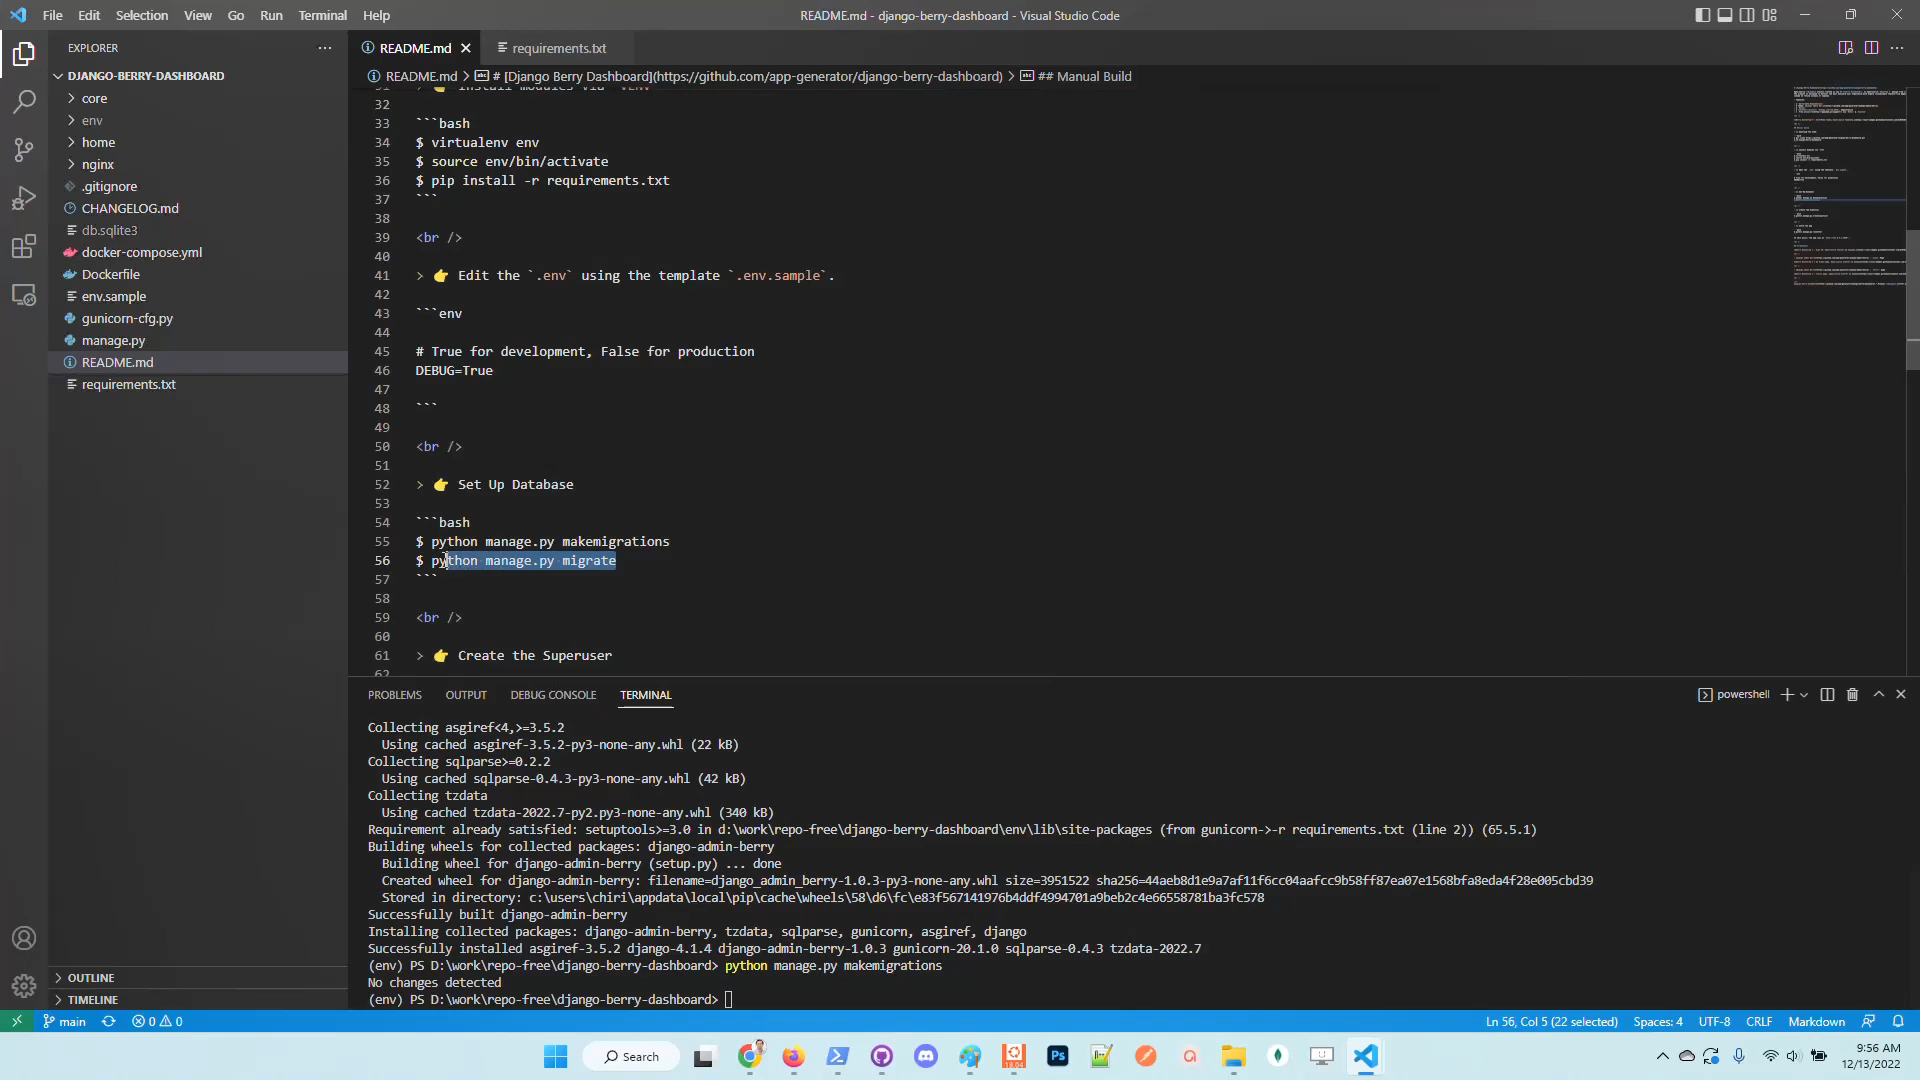 File Edit Selection View Go Run Terminal Help
README.md - django-berry-dashboard - Visual Studio Code
EXPLORER
DJANGO-BERRY-DASHBOARD
core
env
home
nginx
.gitignore
CHANGELOG.md
db.sqlite3
docker-compose.yml
Dockerfile
env.sample
gunicorn-cfg.py
manage.py
README.md
requirements.txt
OUTLINE
TIMELINE
README.md requirements.txt
README.md > # [Django Berry Dashboard](https://github.com/app-generator/django-berry-dashboard) > ## Manual Build
31 > 👉 Install modules via `VENV`
32
33 ```bash
34 $ virtualenv env
35 $ source env/bin/activate
36 $ pip install -r requirements.txt
37 ```
38
39 <br />
40
41 > 👉 Edit the `.env` using the template `.env.sample`.
42
43 ```env
44
45 # True for development, False for production
46 DEBUG=True
47
48 ```
49
50 <br />
51
52 > 👉 Set Up Database
53
54 ```bash
55 $ python manage.py makemigrations
56 $ python manage.py migrate
57 ```
58
59 <br />
60
61 > 👉 Create the Superuser
62
PROBLEMS OUTPUT DEBUG CONSOLE TERMINAL
powershell
Collecting asgiref<4,>=3.5.2
Using cached asgiref-3.5.2-py3-none-any.whl (22 kB)
Collecting sqlparse>=0.2.2
Using cached sqlparse-0.4.3-py3-none-any.whl (42 kB)
Collecting tzdata
Using cached tzdata-2022.7-py2.py3-none-any.whl (340 kB)
Requirement already satisfied: setuptools>=3.0 in d:\work\repo-free\django-berry-dashboard\env\lib\site-packages (from gunicorn->-r requirements.txt (line 2)) (65.5.1)
Building wheels for collected packages: django-admin-berry
Building wheel for django-admin-berry (setup.py) ... done
Created wheel for django-admin-berry: filename=django_admin_berry-1.0.3-py3-none-any.whl size=3951522 sha256=44aeb8d1e9a7af11f6cc04aafcc9b58ff87ea07e1568bfa8eda4f28e005cbd39
Stored in directory: c:\users\chiri\appdata\local\pip\cache\wheels\58\d6\fc\e83f567141976b4ddf4994701a9beb2c4e66558781ba3fc578
Successfully built django-admin-berry
Installing collected packages: django-admin-berry, tzdata, sqlparse, gunicorn, asgiref, django
Successfully installed asgiref-3.5.2 django-4.1.4 django-admin-berry-1.0.3 gunicorn-20.1.0 sqlparse-0.4.3 tzdata-2022.7
(env) PS D:\work\repo-free\django-berry-dashboard> python manage.py makemigrations
No changes detected
(env) PS D:\work\repo-free\django-berry-dashboard>
main 0 0
Ln 56, Col 5 (22 selected) Spaces: 4 UTF-8 CRLF Markdown
Search
Ps
18.04
9:56 AM
12/13/2022